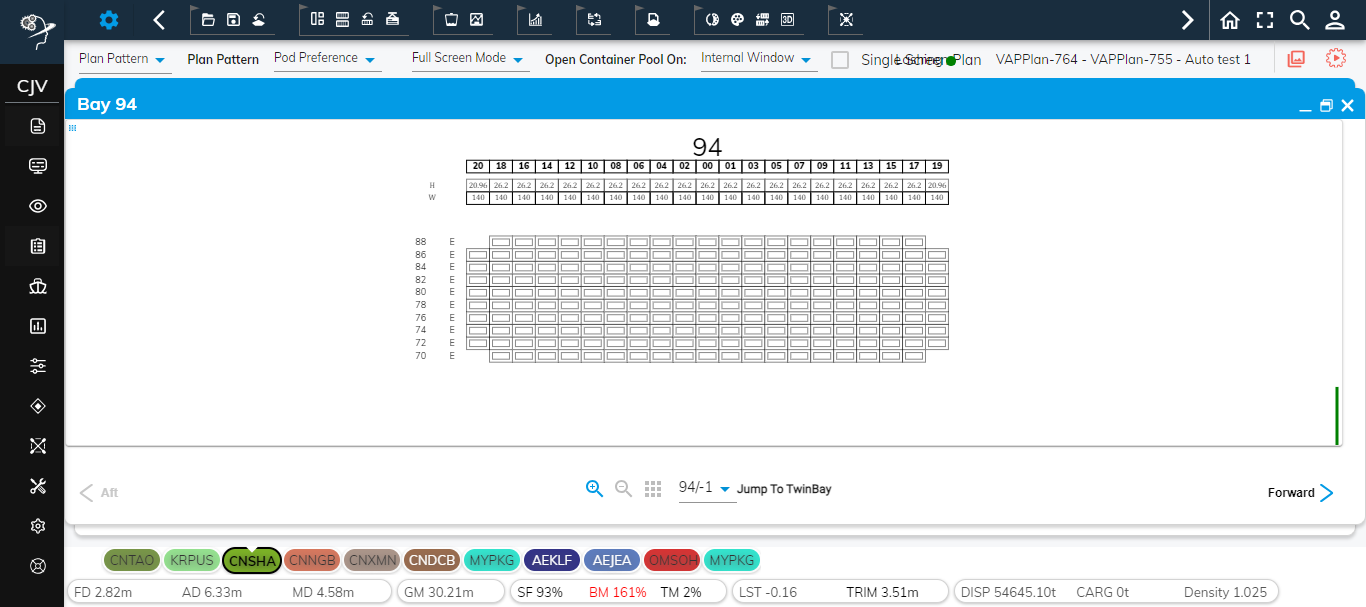 Plan Pattern
Plan Pattern
Pod Preference
Full Screen Mode
Open Container Pool On:
Internal Window
Single Screen Plan
VAPPlan-764 - VAPPlan-755 - Auto test 1
CJV
Bay 94
94
20 18 16 14 12 10 08 06 04 02 00 01 03 05 07 09 11 13 15 17 19
H 20.96 26.2 26.2 26.2 26.2 26.2 26.2 26.2 26.2 26.2 26.2 26.2 26.2 26.2 26.2 26.2 26.2 26.2 26.2 26.2 20.96
W 140 140 140 140 140 140 140 140 140 140 140 140 140 140 140 140 140 140 140 140 140
88 E
86 E
84 E
82 E
80 E
78 E
76 E
74 E
72 E
70 E
Aft
94/-1
Jump To TwinBay
Forward
CNTAO KRPUS CNSHA CNNGB CNXMN CNDCB MYPKG AEKLF AEJEA OMSOH MYPKG
FD 2.82m AD 6.33m MD 4.58m GM 30.21m SF 93% BM 161% TM 2% LST -0.16 TRIM 3.51m DISP 54645.10t CARG 0t Density 1.025